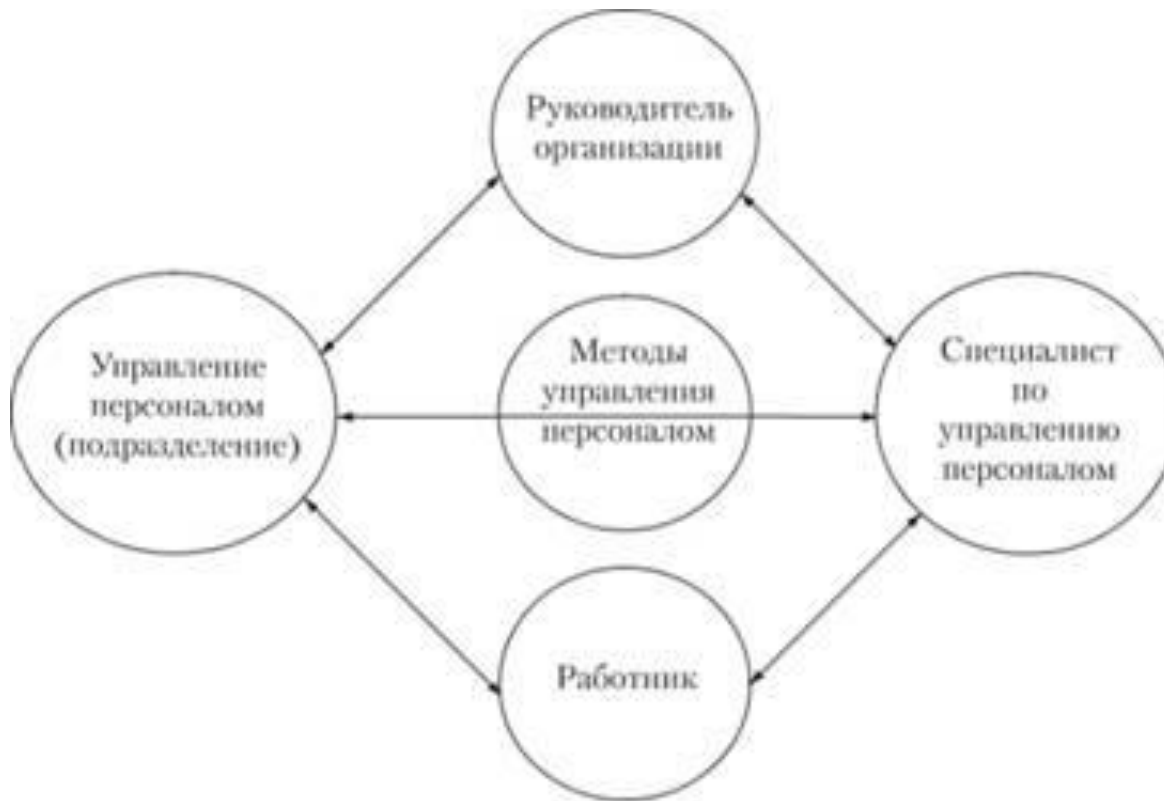 Руководитель
организации
Управление
персоналом
(подразделение)
Методы
управления
персоналом
Специалист
по
управлению
персоналом
Работник